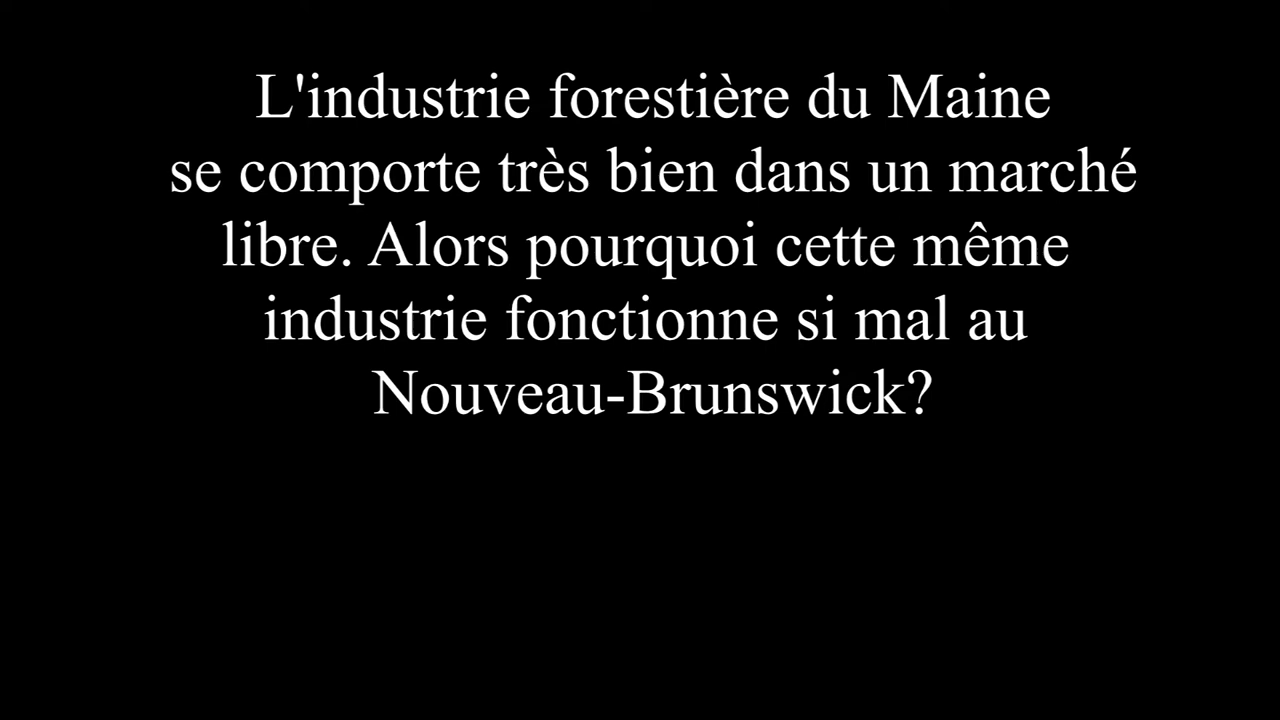 L'industrie forestière du Maine
se comporte très bien dans un marché
libre. Alors pourquoi cette même
industrie fonctionne si mal au
Nouveau-Brunswick?